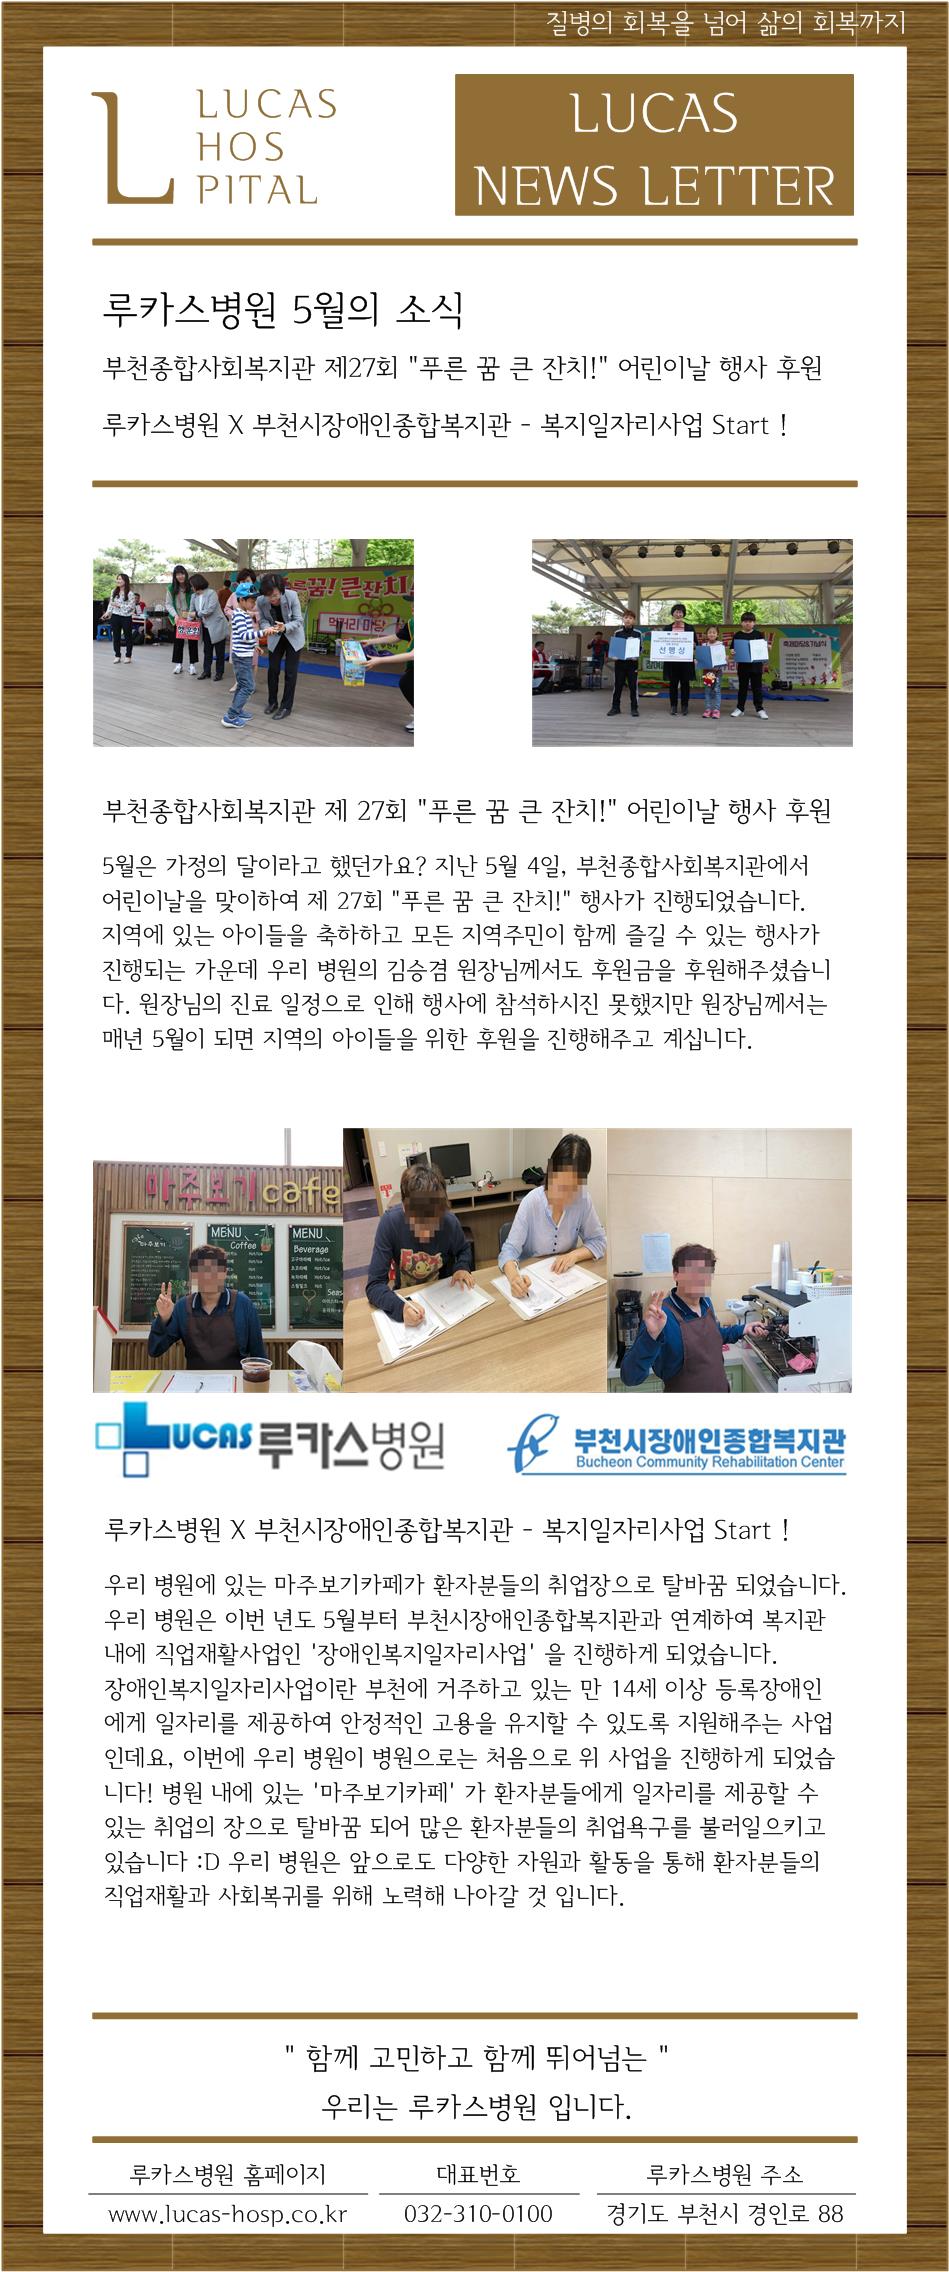 질병의 회복을 넘어 삶의 회복까지
LUCAS
HOS
PITAL
LUCAS
NEWS LETTER
루카스병원 5월의 소식
부천종합사회복지관 제27회 "푸른 꿈 큰 잔치!" 어린이날 행사 후원
루카스병원 X 부천시장애인종합복지관 - 복지일자리사업 Start !
푸른꿈! 큰잔치
먹거리 마당
선행상
축제마당&기념식
부천종합사회복지관 제 27회 "푸른 꿈 큰 잔치!" 어린이날 행사 후원
5월은 가정의 달이라고 했던가요? 지난 5월 4일, 부천종합사회복지관에서
어린이날을 맞이하여 제 27회 "푸른 꿈 큰 잔치!" 행사가 진행되었습니다.
지역에 있는 아이들을 축하하고 모든 지역주민이 함께 즐길 수 있는 행사가
진행되는 가운데 우리 병원의 김승겸 원장님께서도 후원금을 후원해주셨습니
다. 원장님의 진료 일정으로 인해 행사에 참석하시진 못했지만 원장님께서는
매년 5월이 되면 지역의 아이들을 위한 후원을 진행해주고 계십니다.
마주보기cafe
마주보기
MENU
Coffee
MENU
Beverage
LUCAS 루카스병원
부천시장애인종합복지관
Bucheon Community Rehabilitation Center
루카스병원 X 부천시장애인종합복지관 - 복지일자리사업 Start !
우리 병원에 있는 마주보기카페가 환자분들의 취업장으로 탈바꿈 되었습니다.
우리 병원은 이번 년도 5월부터 부천시장애인종합복지관과 연계하여 복지관
내에 직업재활사업인 '장애인복지일자리사업' 을 진행하게 되었습니다.
장애인복지일자리사업이란 부천에 거주하고 있는 만 14세 이상 등록장애인
에게 일자리를 제공하여 안정적인 고용을 유지할 수 있도록 지원해주는 사업
인데요, 이번에 우리 병원이 병원으로는 처음으로 위 사업을 진행하게 되었습
니다! 병원 내에 있는 '마주보기카페' 가 환자분들에게 일자리를 제공할 수
있는 취업의 장으로 탈바꿈 되어 많은 환자분들의 취업욕구를 불러일으키고
있습니다 :D 우리 병원은 앞으로도 다양한 자원과 활동을 통해 환자분들의
직업재활과 사회복귀를 위해 노력해 나아갈 것 입니다.
" 함께 고민하고 함께 뛰어넘는 "
우리는 루카스병원 입니다.
루카스병원 홈페이지
www.lucas-hosp.co.kr
대표번호
032-310-0100
루카스병원 주소
경기도 부천시 경인로 88